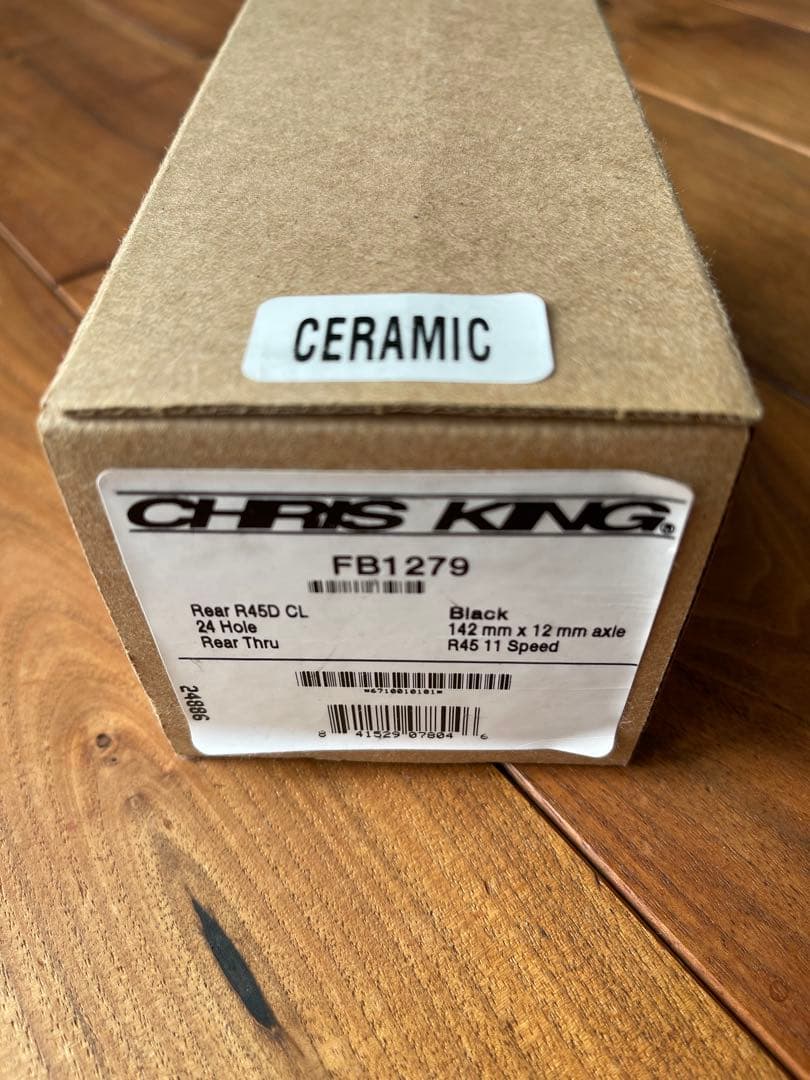 CERAMIC
CHRIS KING®
FB1279
Rear R45D CL
24 Hole
Rear Thru
Black
142 mm x 12 mm axle
R45 11 Speed
*6710010101*
24886
8 41529 07804 6